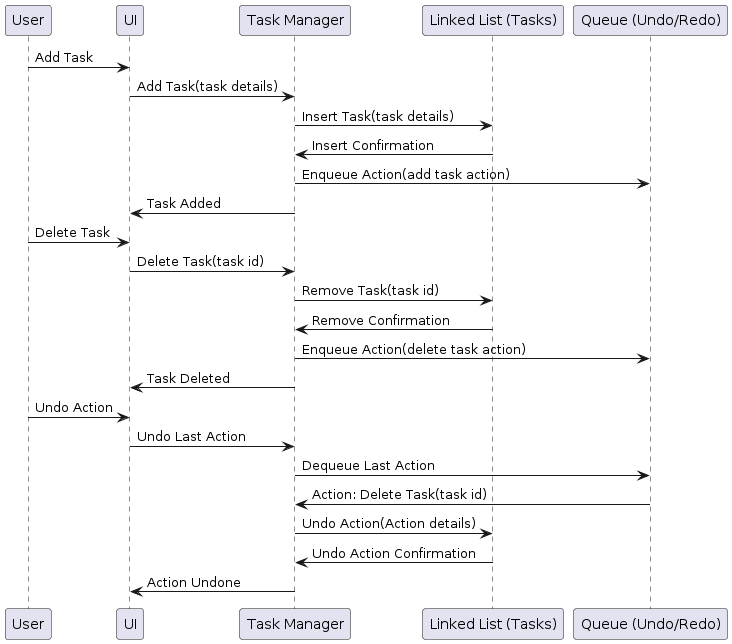 User UI Task Manager Linked List (Tasks) Queue (Undo/Redo)
Add Task
Add Task(task details)
Insert Task(task details)
Insert Confirmation
Enqueue Action(add task action)
Task Added
Delete Task
Delete Task(task id)
Remove Task(task id)
Remove Confirmation
Enqueue Action(delete task action)
Task Deleted
Undo Action
Undo Last Action
Dequeue Last Action
Action: Delete Task(task id)
Undo Action(Action details)
Undo Action Confirmation
Action Undone
User UI Task Manager Linked List (Tasks) Queue (Undo/Redo)